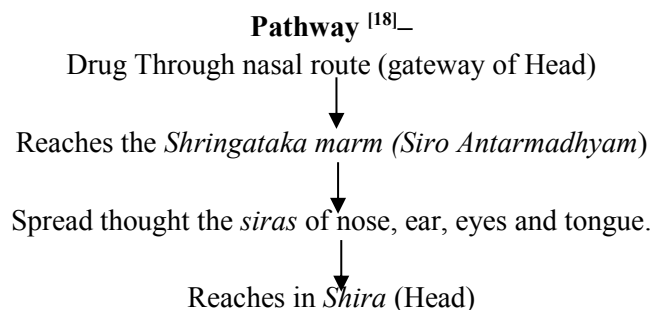 Pathway [18]–
Drug Through nasal route (gateway of Head)
Reaches the Shringataka marm (Siro Antarmadhyam)
Spread thought the siras of nose, ear, eyes and tongue.
Reaches in Shira (Head)